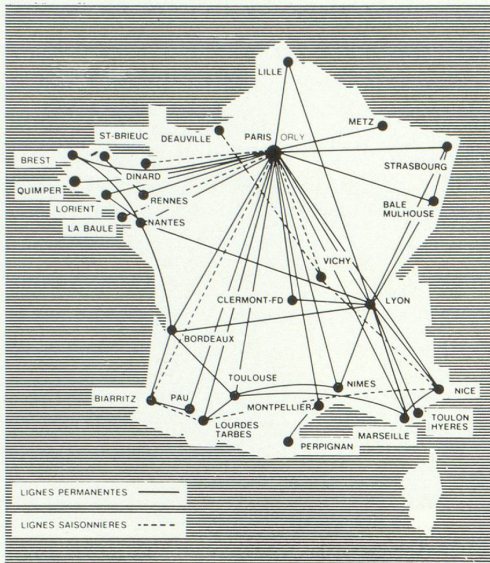 LILLE
METZ
ST-BRIEUC
DEAUVILLE
PARIS ORLY
BREST
DINARD
STRASBOURG
QUIMPER
RENNES
LORIENT
BALE
MULHOUSE
LA BAULE
NANTES
VICHY
CLERMONT-FD
LYON
BORDEAUX
TOULOUSE
NIMES
NICE
BIARRITZ
PAU
MONTPELLIER
LOURDES
TARBES
TOULON
HYERES
MARSEILLE
PERPIGNAN
LIGNES PERMANENTES
LIGNES SAISONNIERES